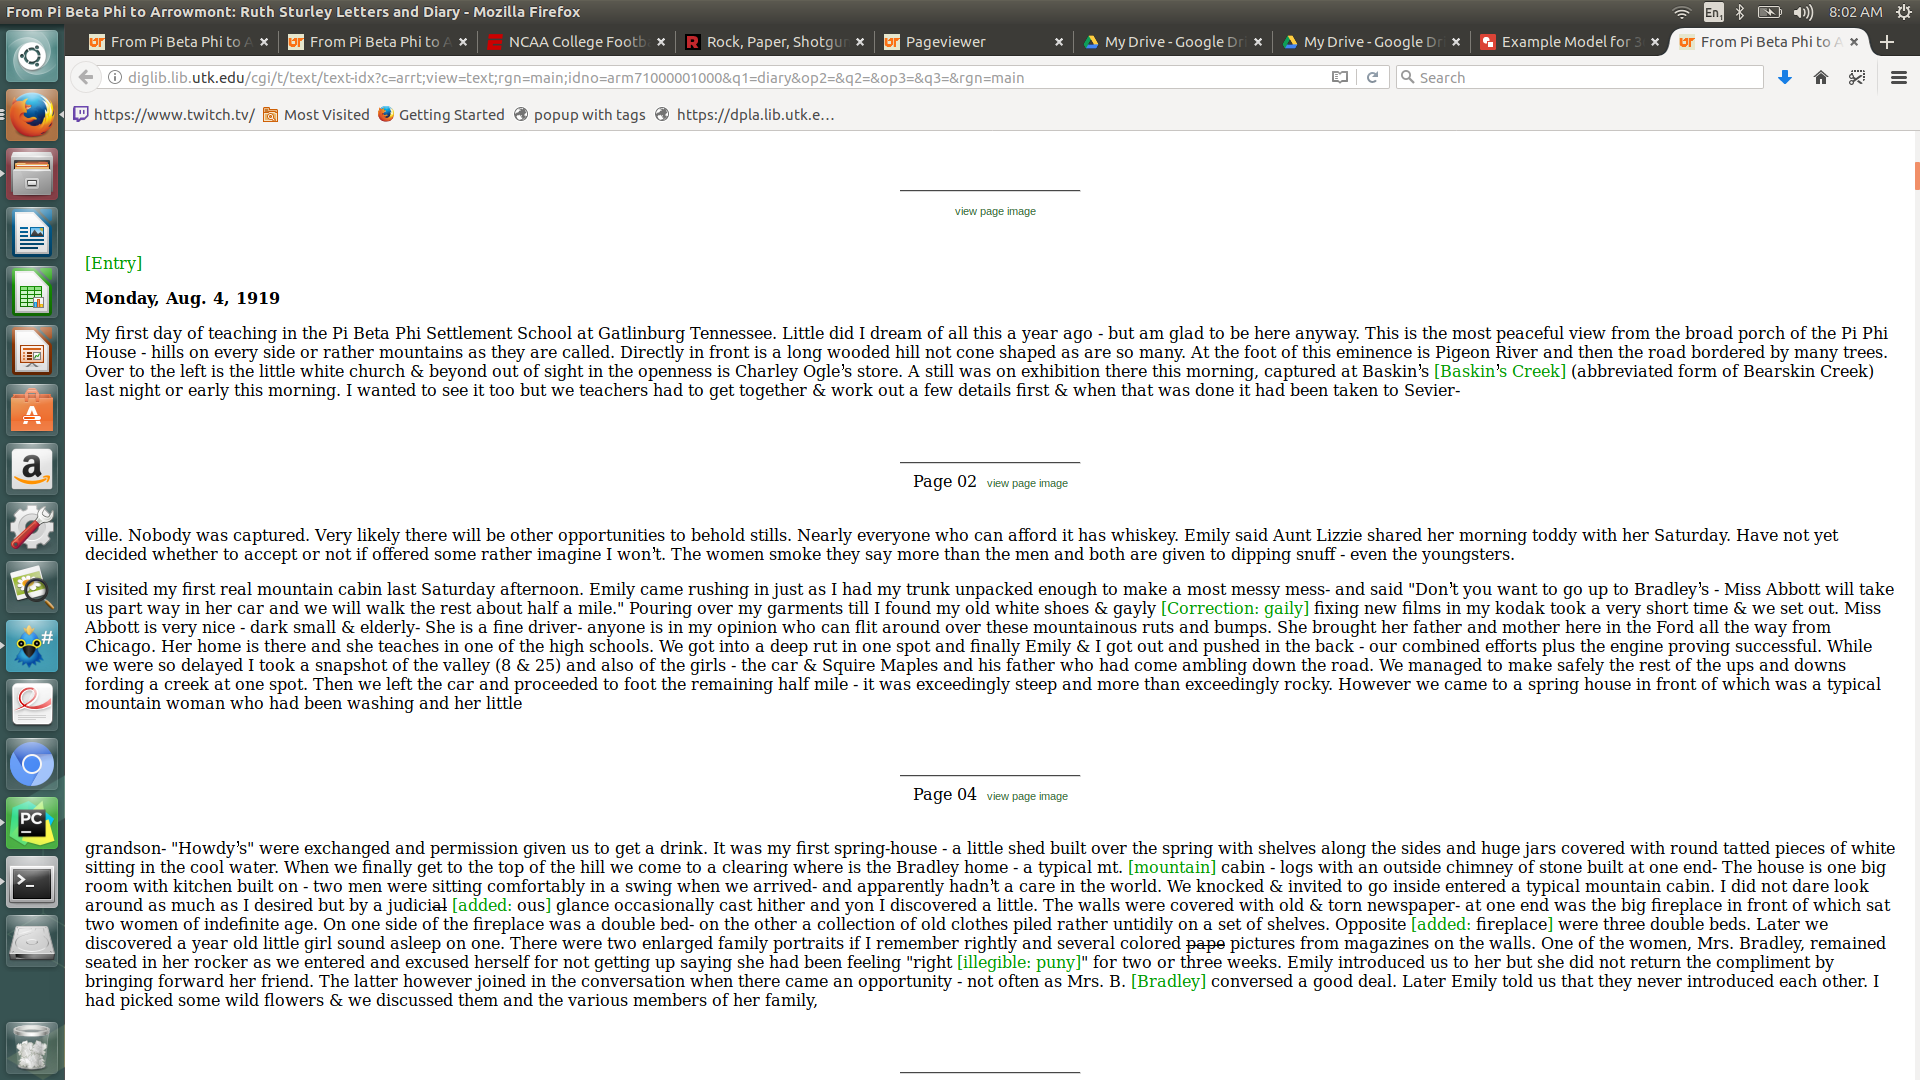 From Pi Beta Phi to Arrowmont: Ruth Sturley Letters and Diary - Mozilla Firefox
En1
8:02 AM
From Pi Beta Phi to A
From Pi Beta Phi to A
NCAA College Footb
Rock, Paper, Shotgun
Pageviewer
My Drive - Google Dr
My Drive - Google Dr
Example Model for 3
From Pi Beta Phi to A
diglib.lib.utk.edu/cgi/t/text/text-idx?c=arrt;view=text;rgn=main;idno=arm71000001000&q1=diary&op2=&q2=&op3=&q3=&rgn=main
Search
https://www.twitch.tv/
Most Visited
Getting Started
popup with tags
https://dpla.lib.utk.e...
view page image
[Entry]
Monday, Aug. 4, 1919
My first day of teaching in the Pi Beta Phi Settlement School at Gatlinburg Tennessee. Little did I dream of all this a year ago - but am glad to be here anyway. This is the most peaceful view from the broad porch of the Pi Phi
House - hills on every side or rather mountains as they are called. Directly in front is a long wooded hill not cone shaped as are so many. At the foot of this eminence is Pigeon River and then the road bordered by many trees.
Over to the left is the little white church & beyond out of sight in the openness is Charley Ogle's store. A still was on exhibition there this morning, captured at Baskin's [Baskin's Creek] (abbreviated form of Bearskin Creek)
last night or early this morning. I wanted to see it too but we teachers had to get together & work out a few details first & when that was done it had been taken to Sevier-
Page 02 view page image
ville. Nobody was captured. Very likely there will be other opportunities to behold stills. Nearly everyone who can afford it has whiskey. Emily said Aunt Lizzie shared her morning toddy with her Saturday. Have not yet
decided whether to accept or not if offered some rather imagine I won't. The women smoke they say more than the men and both are given to dipping snuff - even the youngsters.
I visited my first real mountain cabin last Saturday afternoon. Emily came rushing in just as I had my trunk unpacked enough to make a most messy mess- and said "Don't you want to go up to Bradley's - Miss Abbott will take
us part way in her car and we will walk the rest about half a mile." Pouring over my garments till I found my old white shoes & gayly [Correction: gaily] fixing new films in my kodak took a very short time & we set out. Miss
Abbott is very nice - dark small & elderly- She is a fine driver- anyone is in my opinion who can flit around over these mountainous ruts and bumps. She brought her father and mother here in the Ford all the way from
Chicago. Her home is there and she teaches in one of the high schools. We got into a deep rut in one spot and finally Emily & I got out and pushed in the back - our combined efforts plus the engine proving successful. While
we were so delayed I took a snapshot of the valley (8 & 25) and also of the girls - the car & Squire Maples and his father who had come ambling down the road. We managed to make safely the rest of the ups and downs
fording a creek at one spot. Then we left the car and proceeded to foot the remaining half mile - it was exceedingly steep and more than exceedingly rocky. However we came to a spring house in front of which was a typical
mountain woman who had been washing and her little
Page 04 view page image
grandson- "Howdy's" were exchanged and permission given us to get a drink. It was my first spring-house - a little shed built over the spring with shelves along the sides and huge jars covered with round tatted pieces of white
sitting in the cool water. When we finally get to the top of the hill we come to a clearing where is the Bradley home - a typical mt. [mountain] cabin - logs with an outside chimney of stone built at one end- The house is one big
room with kitchen built on - two men were sitting comfortably in a swing when we arrived- and apparently hadn't a care in the world. We knocked & invited to go inside entered a typical mountain cabin. I did not dare look
around as much as I desired but by a judicial [added: ous] glance occasionally cast hither and yon I discovered a little. The walls were covered with old & torn newspaper- at one end was the big fireplace in front of which sat
two women of indefinite age. On one side of the fireplace was a double bed- on the other a collection of old clothes piled rather untidily on a set of shelves. Opposite [added: fireplace] were three double beds. Later we
discovered a year old little girl sound asleep on one. There were two enlarged family portraits if I remember rightly and several colored pape pictures from magazines on the walls. One of the women, Mrs. Bradley, remained
seated in her rocker as we entered and excused herself for not getting up saying she had been feeling "right [illegible: puny]" for two or three weeks. Emily introduced us to her but she did not return the compliment by
bringing forward her friend. The latter however joined in the conversation when there came an opportunity - not often as Mrs. B. [Bradley] conversed a good deal. Later Emily told us that they never introduced each other. I
had picked some wild flowers & we discussed them and the various members of her family,